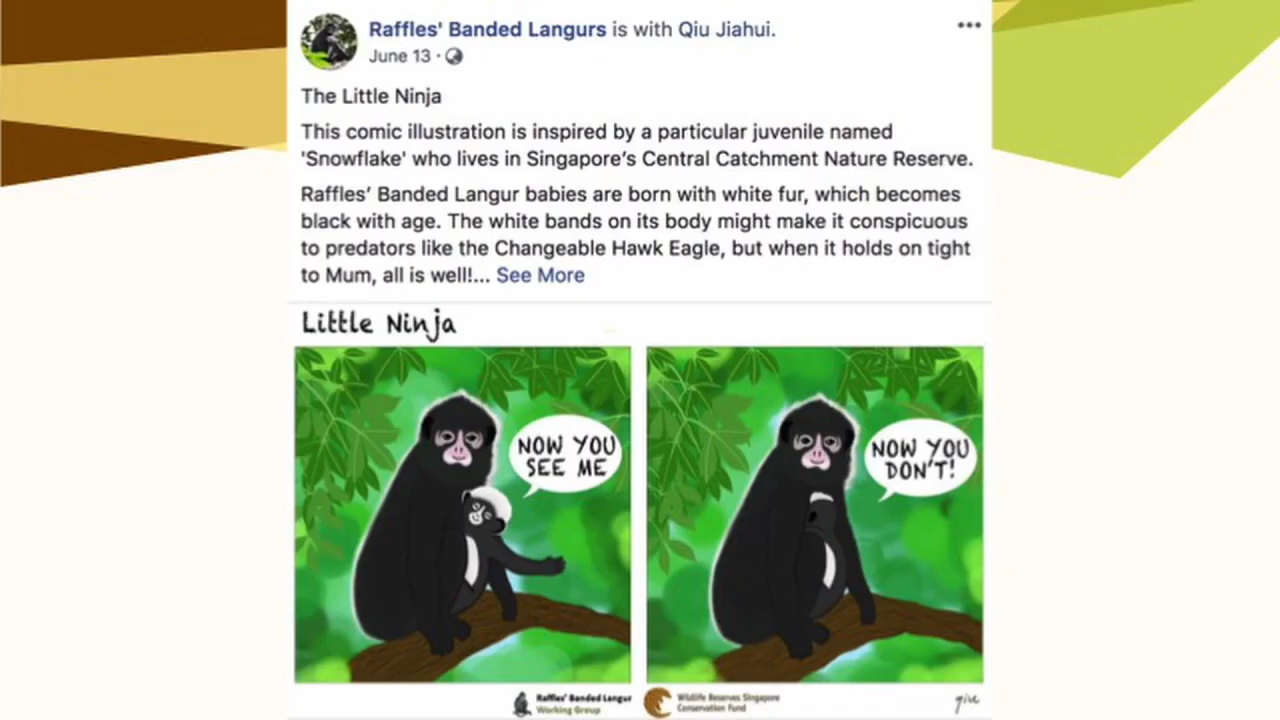 Raffles' Banded Langurs is with Qiu Jiahui.
June 13
The Little Ninja
This comic illustration is inspired by a particular juvenile named
'Snowflake' who lives in Singapore's Central Catchment Nature Reserve.
Raffles' Banded Langur babies are born with white fur, which becomes
black with age. The white bands on its body might make it conspicuous
to predators like the Changeable Hawk Eagle, but when it holds on tight
to Mum, all is well!... See More
Little Ninja
NOW YOU
SEE ME
NOW YOU
DON'T!
Raffles' Banded Langur
Working Group
Wildlife Reserves Singapore
Conservation Fund